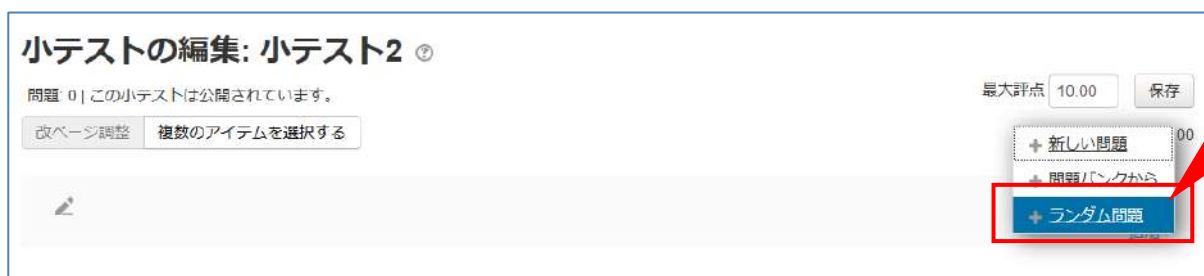 小テストの編集: 小テスト2
問題: 0 | この小テストは公開されています。
最大評点 10.00 保存
改ページ調整 複数のアイテムを選択する
00
+ 新しい問題
+ 問題バンクから
+ ランダム問題